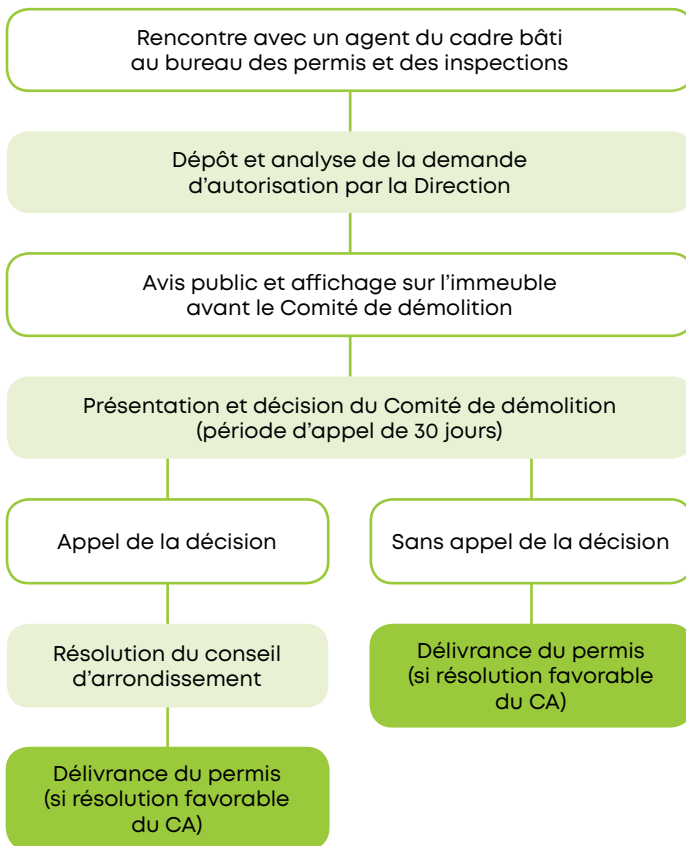 Rencontre avec un agent du cadre bâti
au bureau des permis et des inspections
Dépôt et analyse de la demande
d'autorisation par la Direction
Avis public et affichage sur l'immeuble
avant le Comité de démolition
Présentation et décision du Comité de démolition
(période d'appel de 30 jours)
Appel de la décision
Sans appel de la décision
Résolution du conseil
d'arrondissement
Délivrance du permis
(si résolution favorable
du CA)
Délivrance du permis
(si résolution favorable
du CA)